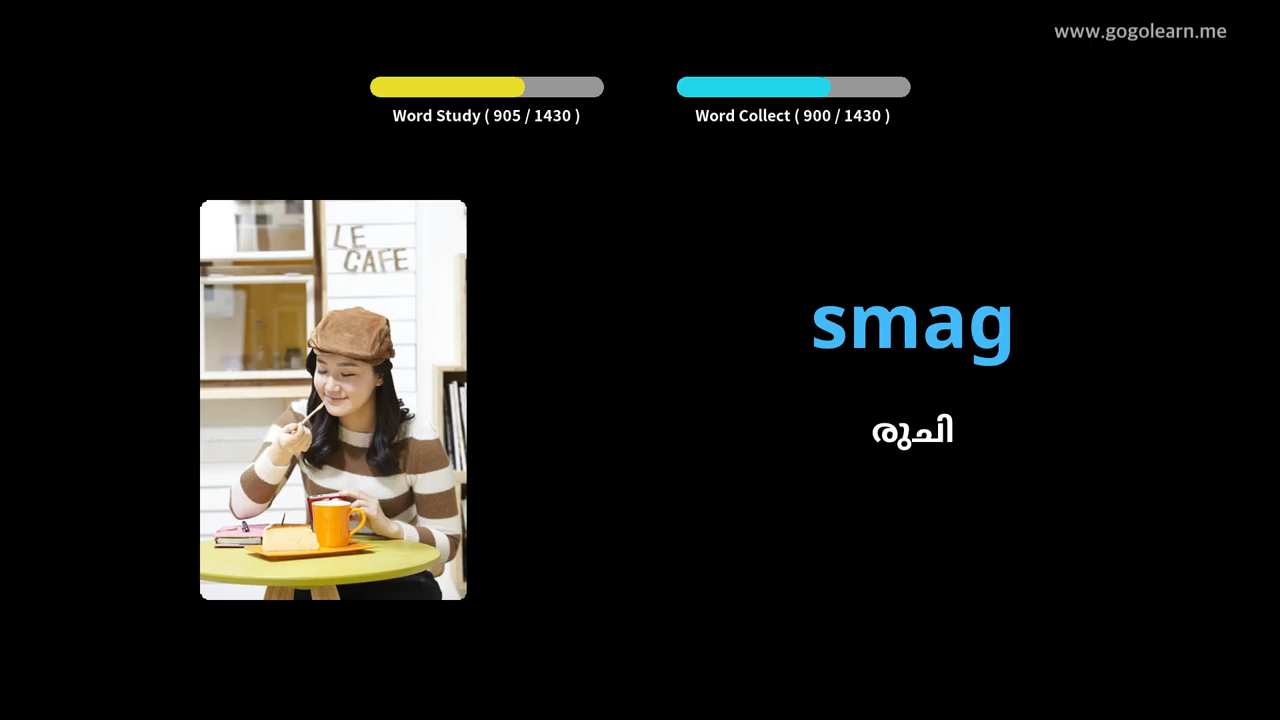 www.gogolearn.me
Word Study ( 905 / 1430 )
Word Collect ( 900 / 1430 )
LE
CAFE
smag
രുചി